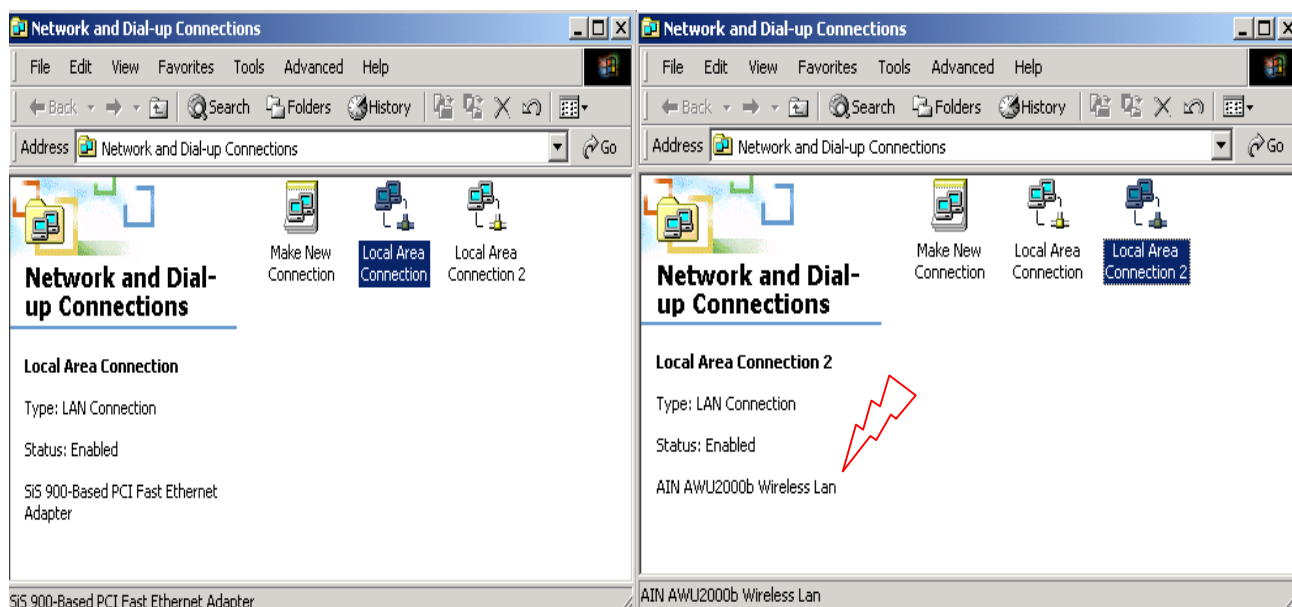 Network and Dial-up Connections
File Edit View Favorites Tools Advanced Help
Back Search Folders History
Address Network and Dial-up Connections Go
Make New Connection
Local Area Connection
Local Area Connection 2
Network and Dial-
up Connections
Local Area Connection
Type: LAN Connection
Status: Enabled
SiS 900-Based PCI Fast Ethernet
Adapter
SiS 900-Based PCI Fast Ethernet Adapter
Network and Dial-up Connections
File Edit View Favorites Tools Advanced Help
Back Search Folders History
Address Network and Dial-up Connections Go
Make New Connection
Local Area Connection
Local Area Connection 2
Network and Dial-
up Connections
Local Area Connection 2
Type: LAN Connection
Status: Enabled
AIN AWU2000b Wireless Lan
AIN AWU2000b Wireless Lan